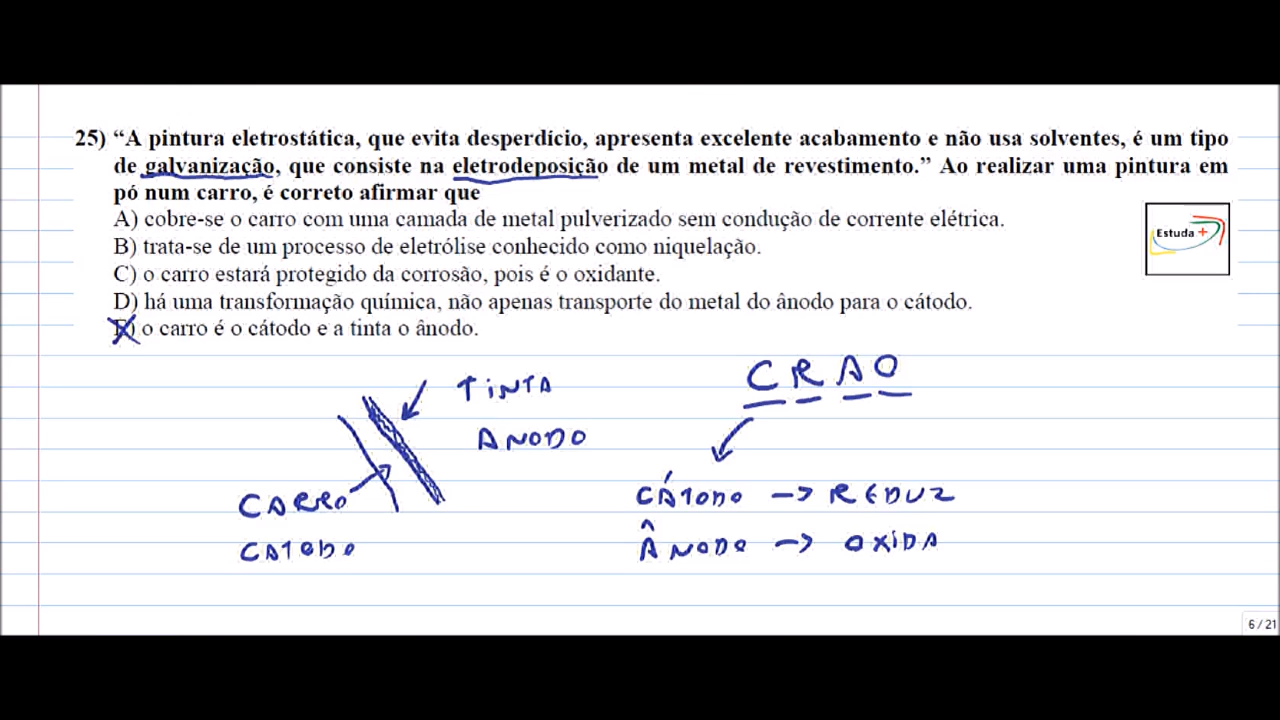 25) “A pintura eletrostática, que evita desperdício, apresenta excelente acabamento e não usa solventes, é um tipo
de galvanização, que consiste na eletrodeposição de um metal de revestimento.” Ao realizar uma pintura em
pó num carro, é correto afirmar que
A) cobre-se o carro com uma camada de metal pulverizado sem condução de corrente elétrica.
B) trata-se de um processo de eletrólise conhecido como niquelação.
C) o carro estará protegido da corrosão, pois é o oxidante.
D) há uma transformação química, não apenas transporte do metal do ânodo para o cátodo.
E) o carro é o cátodo e a tinta o ânodo.
Estuda +
CRAO
TINTA
ANODO
CARRO
CATODO
CÁTODO → REDUZ
ÂNODO → OXIDA
6 / 21